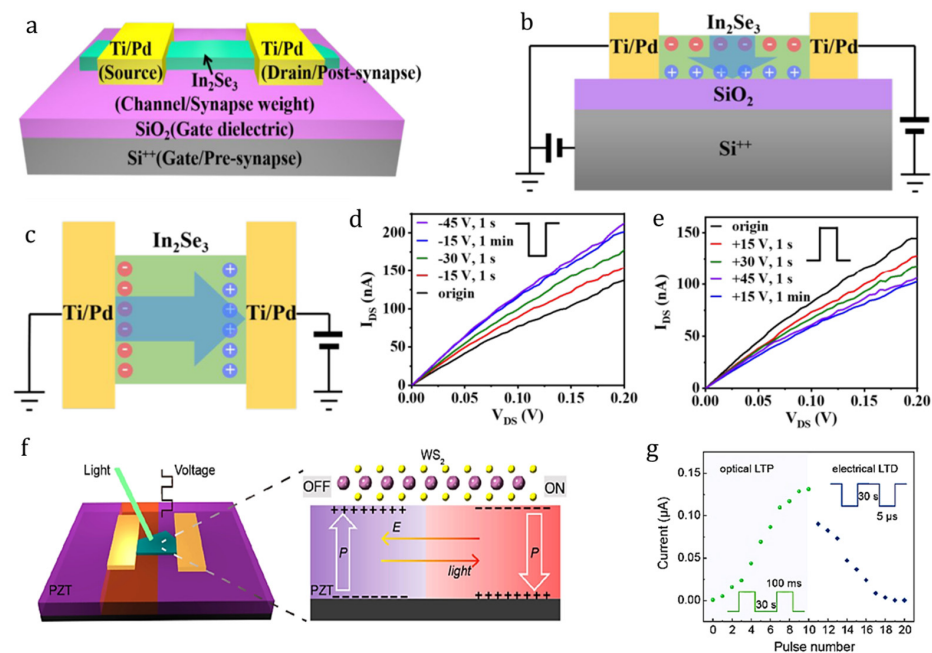 a
Ti/Pd
(Source)
Ti/Pd
(Drain/Post-synapse)
In₂Se₃
(Channel/Synapse weight)
SiO₂(Gate dielectric)
Si⁺⁺(Gate/Pre-synapse)
b
In₂Se₃
Ti/Pd
Ti/Pd
SiO₂
Si⁺⁺
c
In₂Se₃
Ti/Pd
Ti/Pd
d
-45 V, 1 s
-15 V, 1 min
-30 V, 1 s
-15 V, 1 s
origin
I_DS (nA)
200
150
100
50
0
0.00 0.05 0.10 0.15 0.20
V_DS (V)
e
origin
+15 V, 1 s
+30 V, 1 s
+45 V, 1 s
+15 V, 1 min
I_DS (nA)
150
100
50
0
0.00 0.05 0.10 0.15 0.20
V_DS (V)
f
Light
Voltage
PZT
WS₂
OFF
ON
+ + + + + + + +
− − − − − − − −
P
E
light
P
PZT
− − − − − − − −
+ + + + + + + +
g
optical LTP
electrical LTD
30 s
5 µs
100 ms
30 s
Current (µA)
0.15
0.10
0.05
0.00
0 2 4 6 8 10 12 14 16 18 20
Pulse number